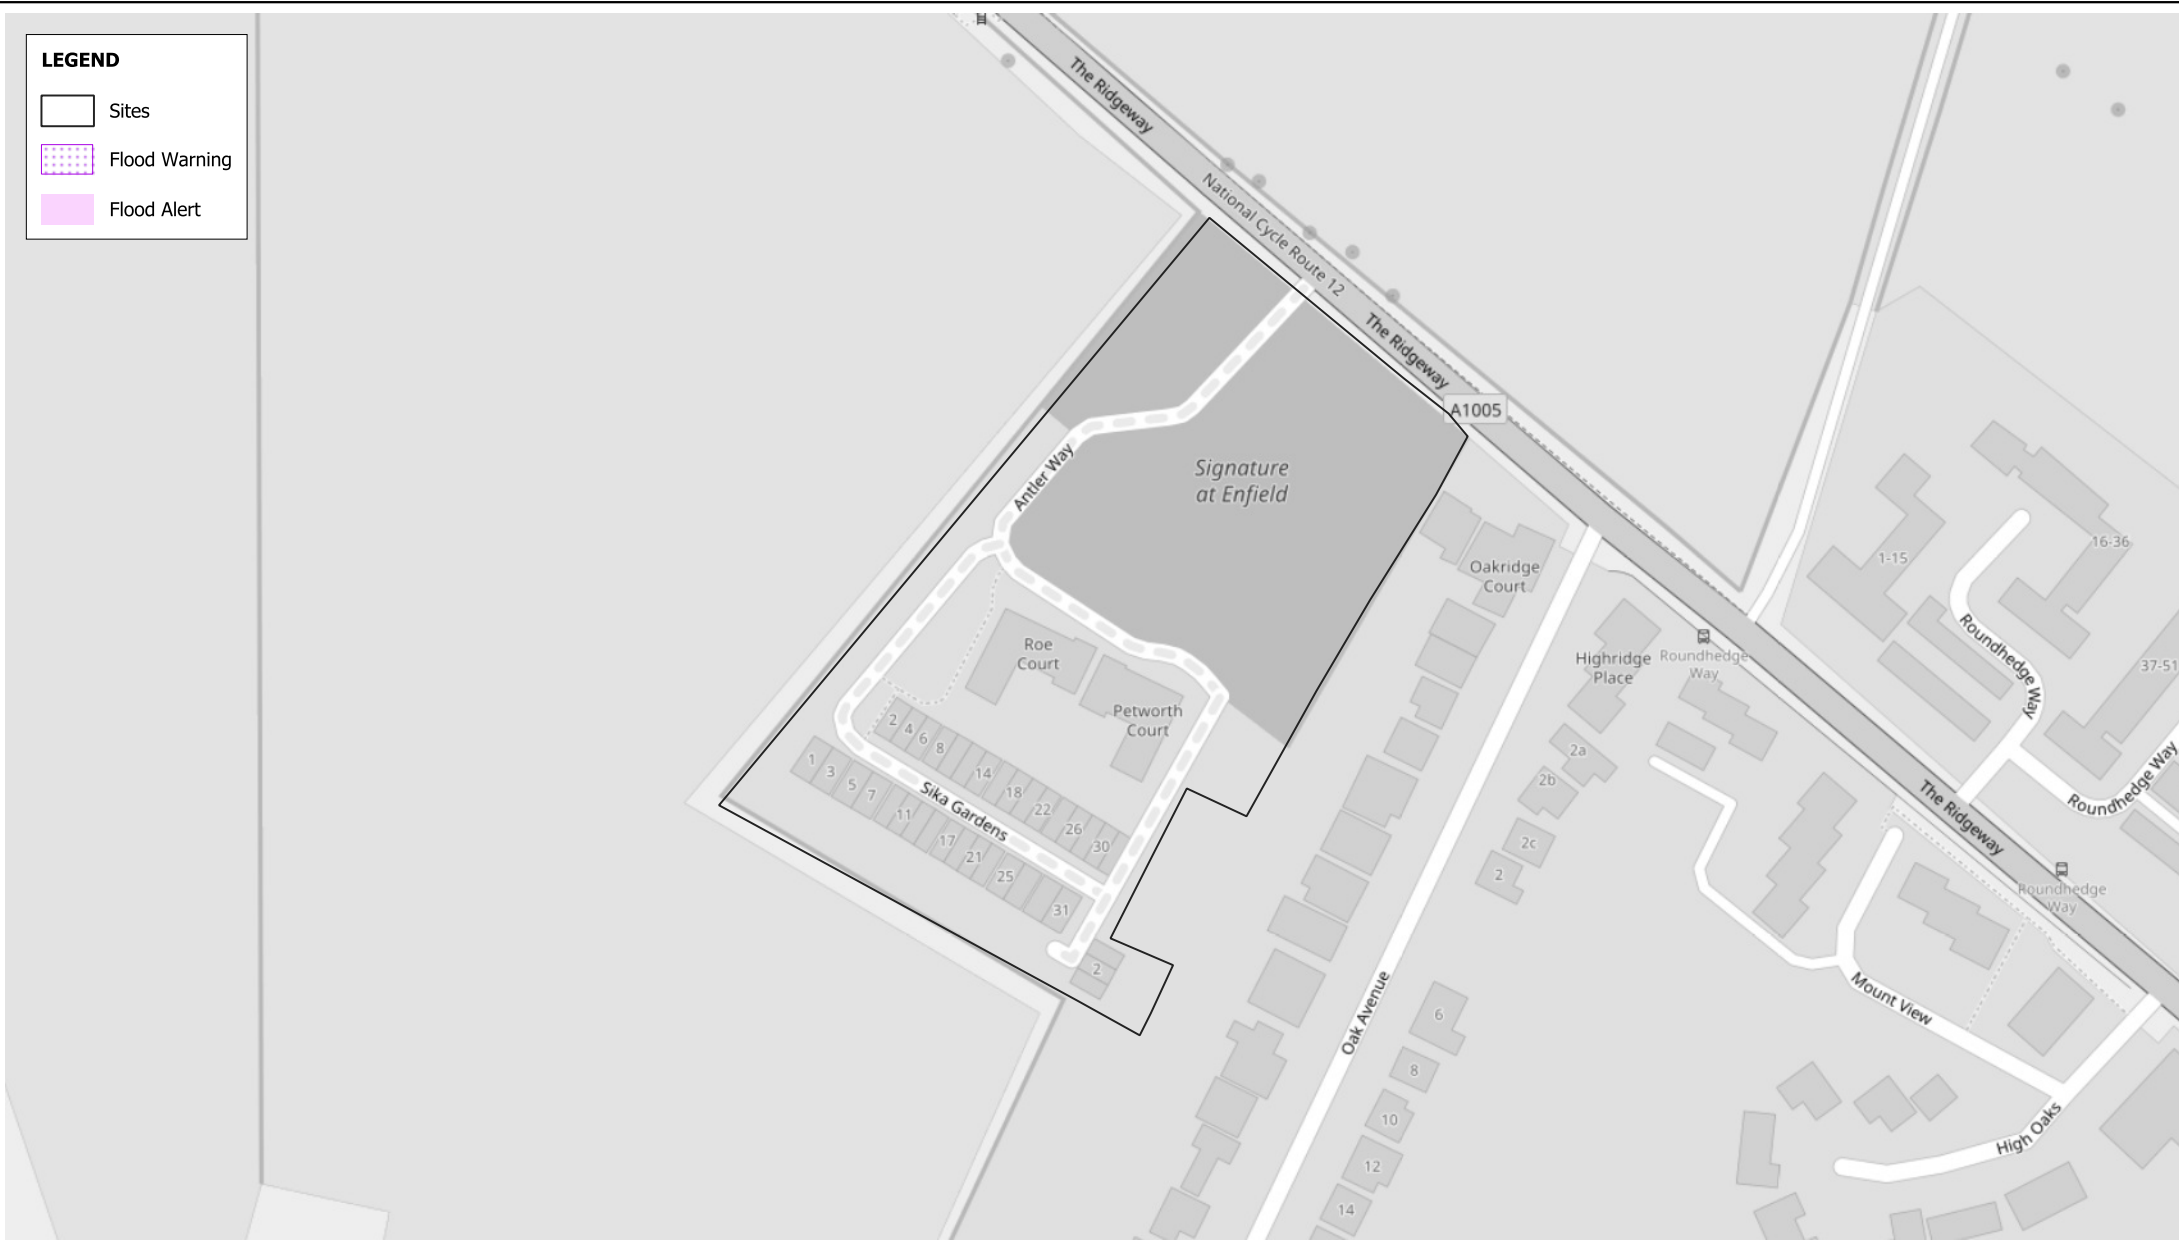 LEGEND
Sites
Flood Warning
Flood Alert
The Ridgeway
National Cycle Route 12
The Ridgeway
A1005
Signature
at Enfield
Antler Way
Oakridge
Court
Roe
Court
Petworth
Court
Highridge
Place
Roundhedge
Way
1-15
16-36
37-51
Roundhedge Way
Roundhedge Way
The Ridgeway
Roundhedge
Way
2
4
6
8
14
18
22
26
30
1
3
5
7
11
17
21
25
31
Sika Gardens
2
2a
2b
2c
2
Oak Avenue
6
8
10
12
14
Mount View
High Oaks